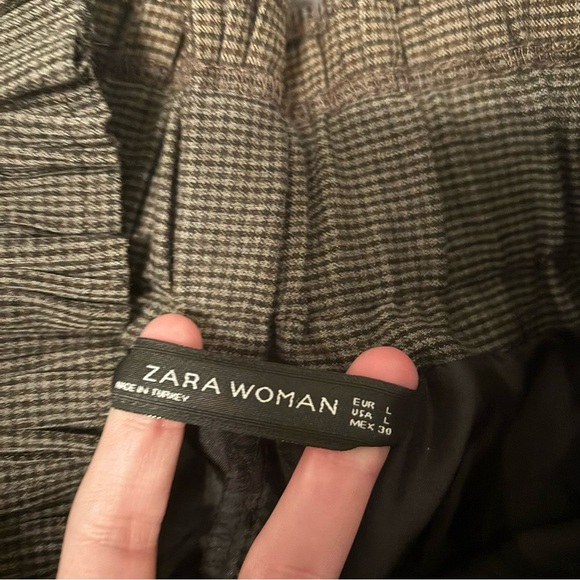 ZARA WOMAN
MADE IN TURKEY
EUR L
USA L
MEX 30